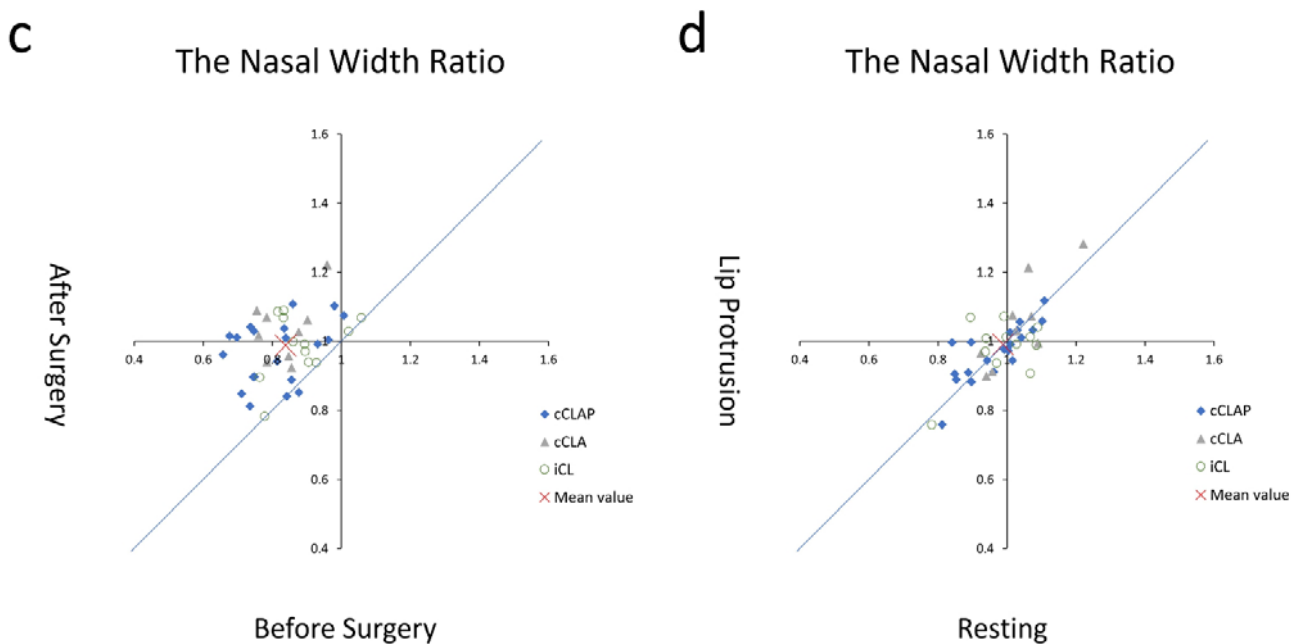 c
The Nasal Width Ratio
1.6
1.4
1.2
1
0.8
0.6
0.4
0.4
0.6
0.8
1
1.2
1.4
1.6
After Surgery
Before Surgery
cCLAP
cCLA
iCL
Mean value
d
The Nasal Width Ratio
1.6
1.4
1.2
1
0.8
0.6
0.4
0.4
0.6
0.8
1
1.2
1.4
1.6
Lip Protrusion
Resting
cCLAP
cCLA
iCL
Mean value